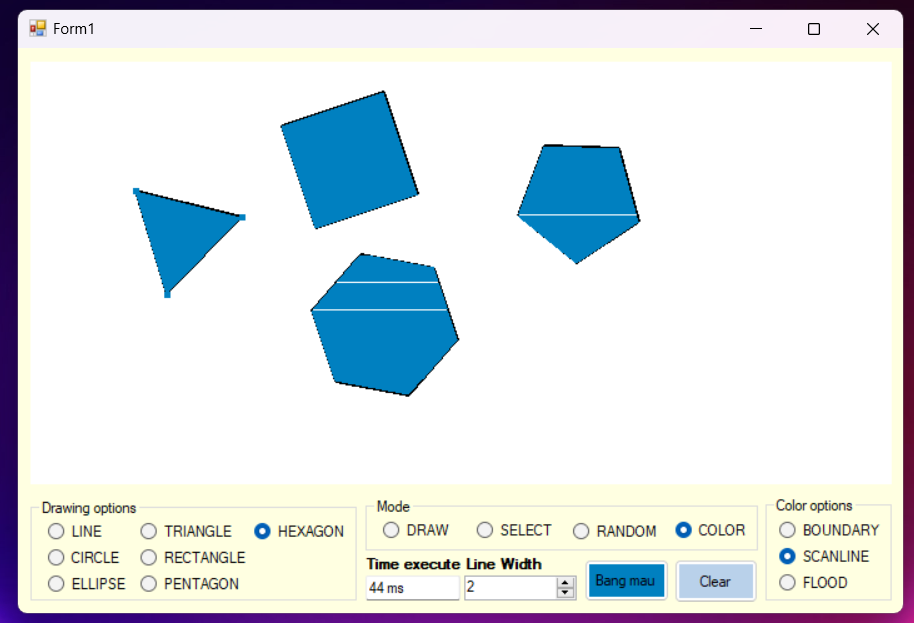 Form1
Drawing options
LINE TRIANGLE HEXAGON
CIRCLE RECTANGLE
ELLIPSE PENTAGON
Mode
DRAW SELECT RANDOM COLOR
Time execute Line Width
44 ms 2 Bang mau Clear
Color options
BOUNDARY
SCANLINE
FLOOD